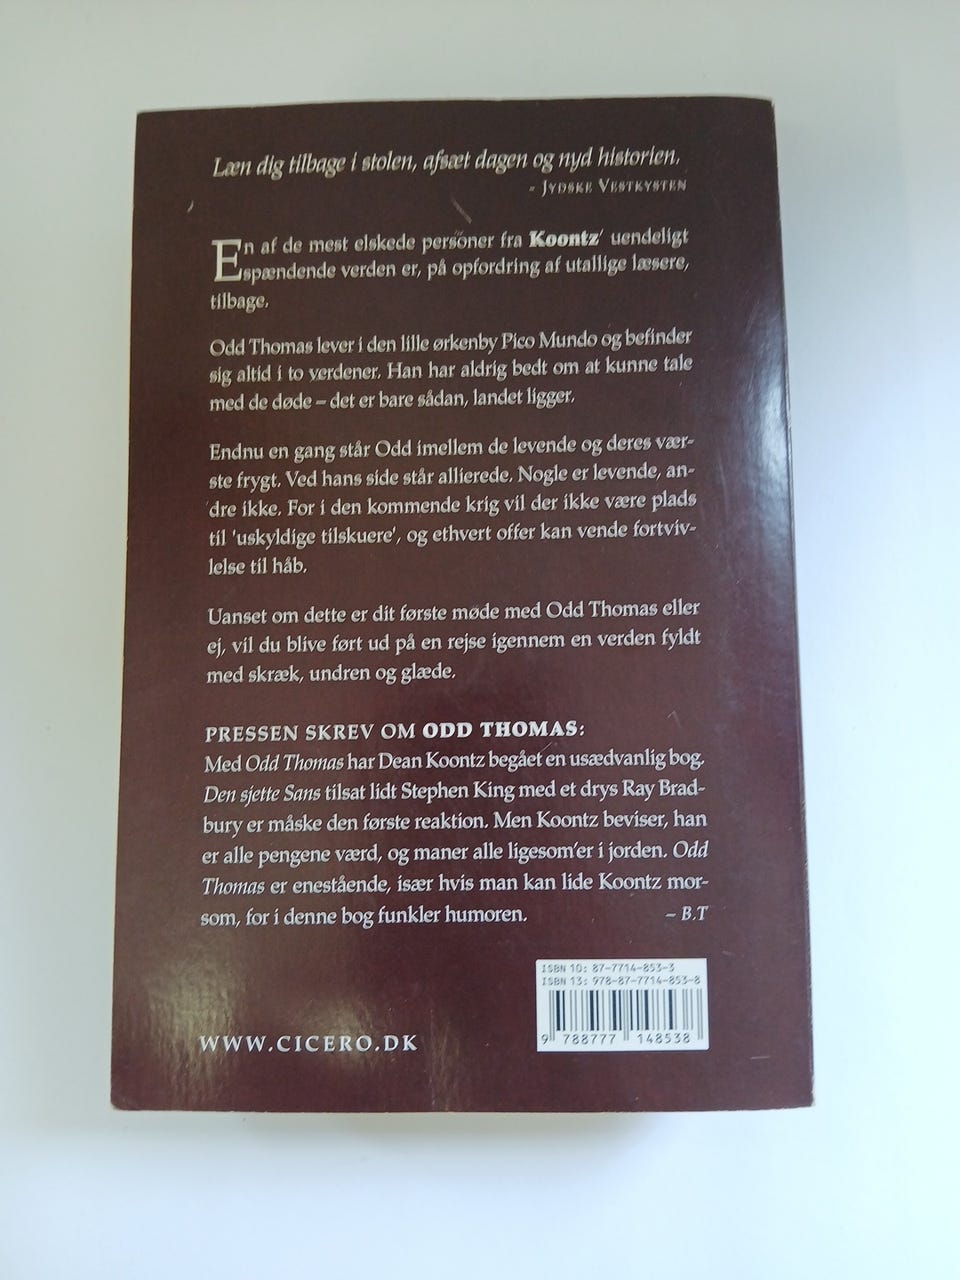 Læn dig tilbage i stolen, afsæt dagen og nyd historien.
- Jydske Vestkysten
En af de mest elskede personer fra Koontz' uendeligt
spændende verden er, på opfordring af utallige læsere,
tilbage.
Odd Thomas lever i den lille ørkenby Pico Mundo og befinder
sig altid i to verdener. Han har aldrig bedt om at kunne tale
med de døde – det er bare sådan, landet ligger.
Endnu en gang står Odd imellem de levende og deres vær-
ste frygt. Ved hans side står allierede. Nogle er levende, an-
dre ikke. For i den kommende krig vil der ikke være plads
til 'uskyldige tilskuere', og ethvert offer kan vende fortviv-
lelse til håb.
Uanset om dette er dit første møde med Odd Thomas eller
ej, vil du blive ført ud på en rejse igennem en verden fyldt
med skræk, undren og glæde.
PRESSEN SKREV OM ODD THOMAS:
Med Odd Thomas har Dean Koontz begået en usædvanlig bog.
Den sjette Sans tilsat lidt Stephen King med et drys Ray Brad-
bury er måske den første reaktion. Men Koontz beviser, han
er alle pengene værd, og maner alle ligesom'er i jorden. Odd
Thomas er enestående, især hvis man kan lide Koontz mor-
som, for i denne bog funkler humoren. – B.T
ISBN 10: 87-7714-853-3
ISBN 13: 978-87-7714-853-8
9 788777 148538
WWW.CICERO.DK